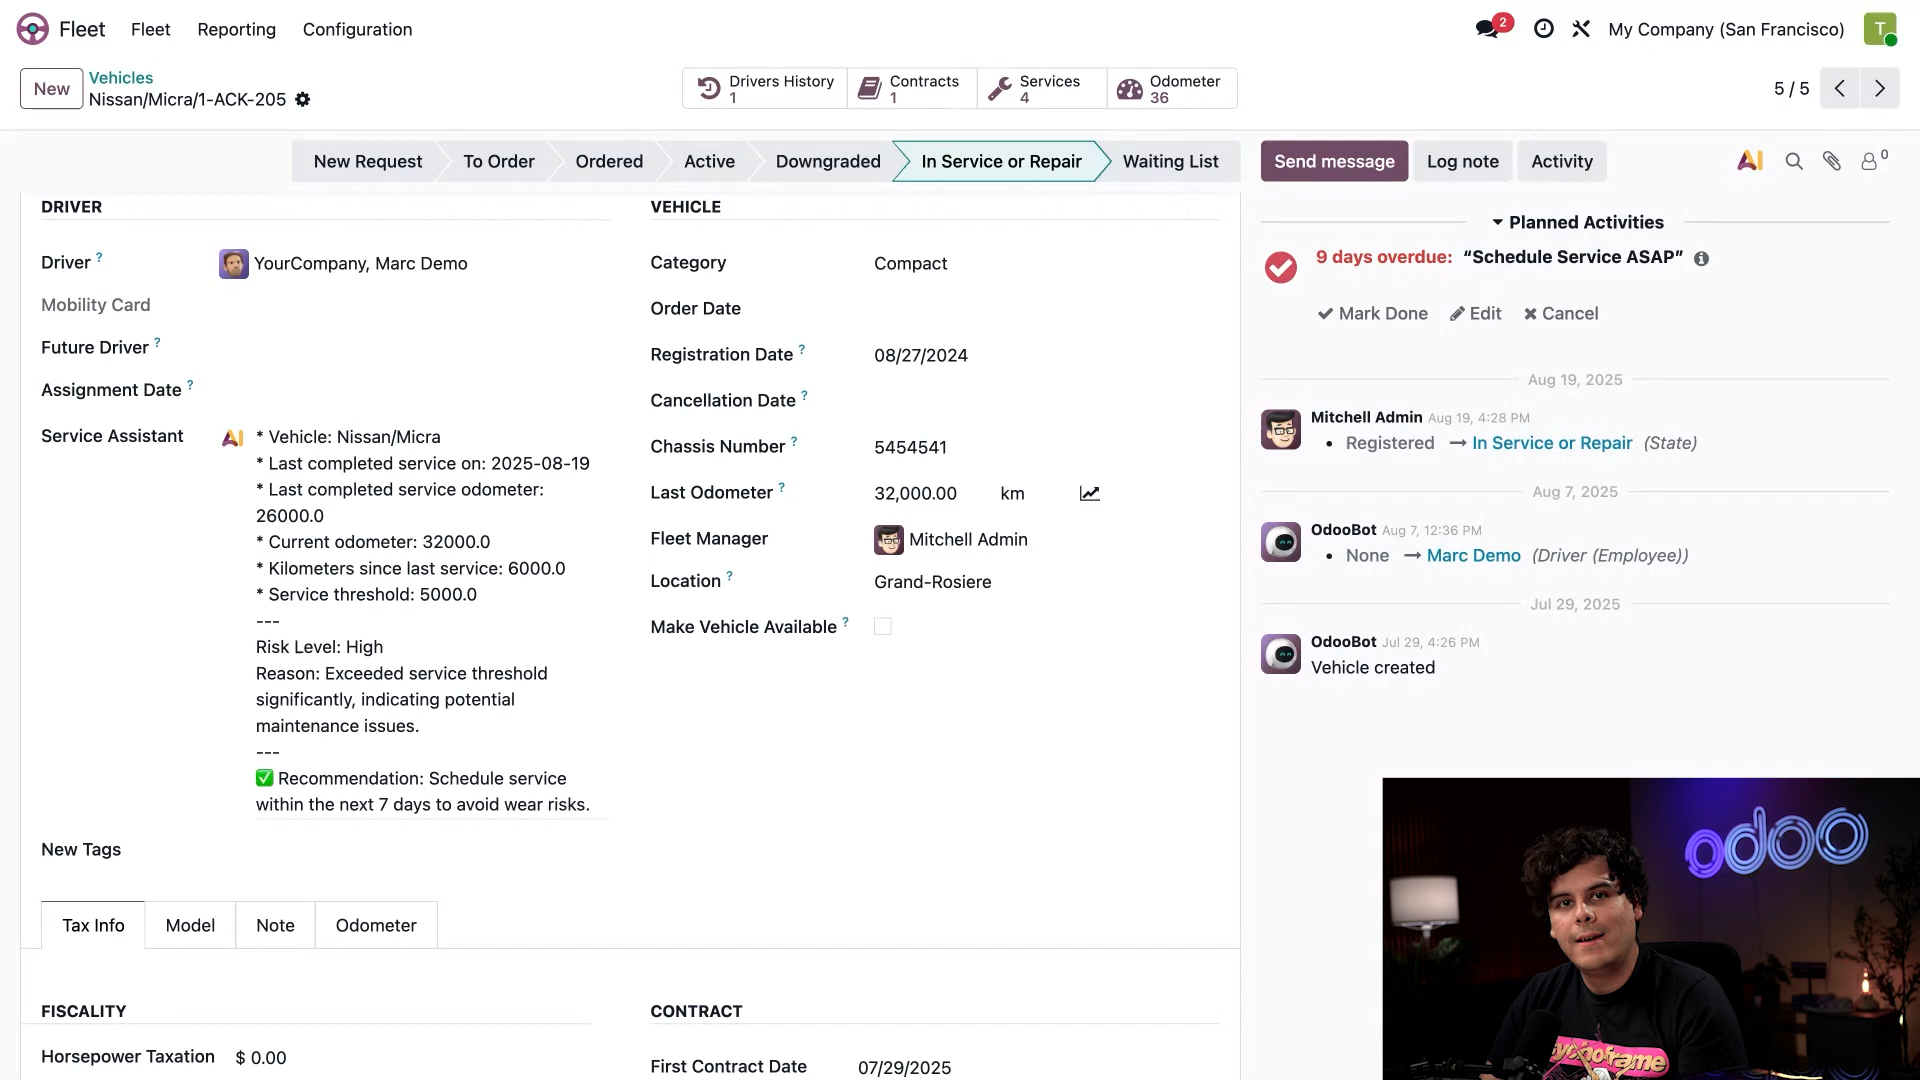 Fleet
Fleet
Reporting
Configuration
2
My Company (San Francisco)
T
New
Vehicles
Nissan/Micra/1-ACK-205
Drivers History
1
Contracts
1
Services
4
Odometer
36
5 / 5
New Request
To Order
Ordered
Active
Downgraded
In Service or Repair
Waiting List
Send message
Log note
Activity
AI
0
DRIVER
Driver ?
YourCompany, Marc Demo
Mobility Card
Future Driver ?
Assignment Date ?
Service Assistant
AI
* Vehicle: Nissan/Micra
* Last completed service on: 2025-08-19
* Last completed service odometer:
26000.0
* Current odometer: 32000.0
* Kilometers since last service: 6000.0
* Service threshold: 5000.0
---
Risk Level: High
Reason: Exceeded service threshold
significantly, indicating potential
maintenance issues.
---
✅ Recommendation: Schedule service
within the next 7 days to avoid wear risks.
New Tags
VEHICLE
Category
Compact
Order Date
Registration Date ?
08/27/2024
Cancellation Date ?
Chassis Number ?
5454541
Last Odometer ?
32,000.00 km
Fleet Manager
Mitchell Admin
Location ?
Grand-Rosiere
Make Vehicle Available ?
Tax Info
Model
Note
Odometer
FISCALITY
Horsepower Taxation
$ 0.00
CONTRACT
First Contract Date
07/29/2025
Planned Activities
9 days overdue: “Schedule Service ASAP”
Mark Done
Edit
Cancel
Aug 19, 2025
Mitchell Admin Aug 19, 4:28 PM
• Registered → In Service or Repair (State)
Aug 7, 2025
OdooBot Aug 7, 12:36 PM
• None → Marc Demo (Driver (Employee))
Jul 29, 2025
OdooBot Jul 29, 4:26 PM
Vehicle created
odoo